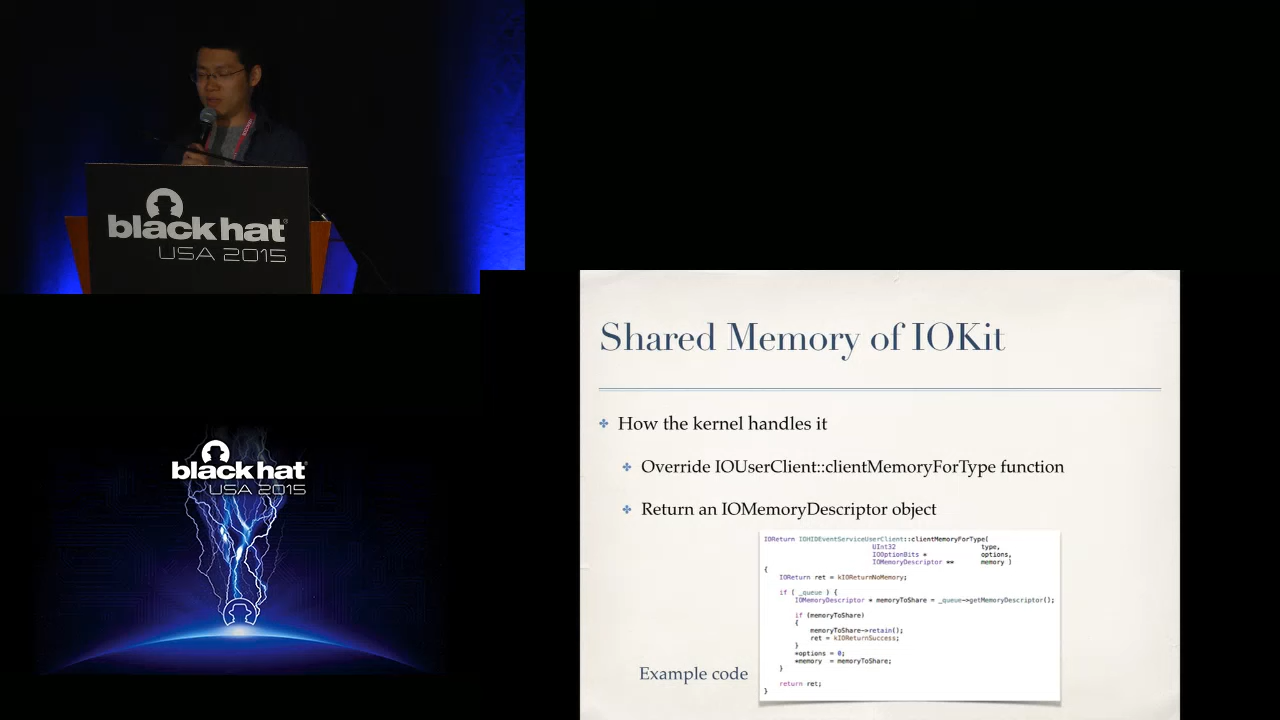 black hat
USA 2015
black hat
USA 2015
Shared Memory of IOKit
How the kernel handles it
Override IOUserClient::clientMemoryForType function
Return an IOMemoryDescriptor object
IOReturn IOHIDEventServiceUserClient::clientMemoryForType(
UInt32 type,
IOOptionBits * options,
IOMemoryDescriptor ** memory )
{
IOReturn ret = kIOReturnNoMemory;
if ( _queue ) {
IOMemoryDescriptor * memoryToShare = _queue->getMemoryDescriptor();
if (memoryToShare)
{
memoryToShare->retain();
ret = kIOReturnSuccess;
}
*options = 0;
*memory = memoryToShare;
}
return ret;
}
Example code